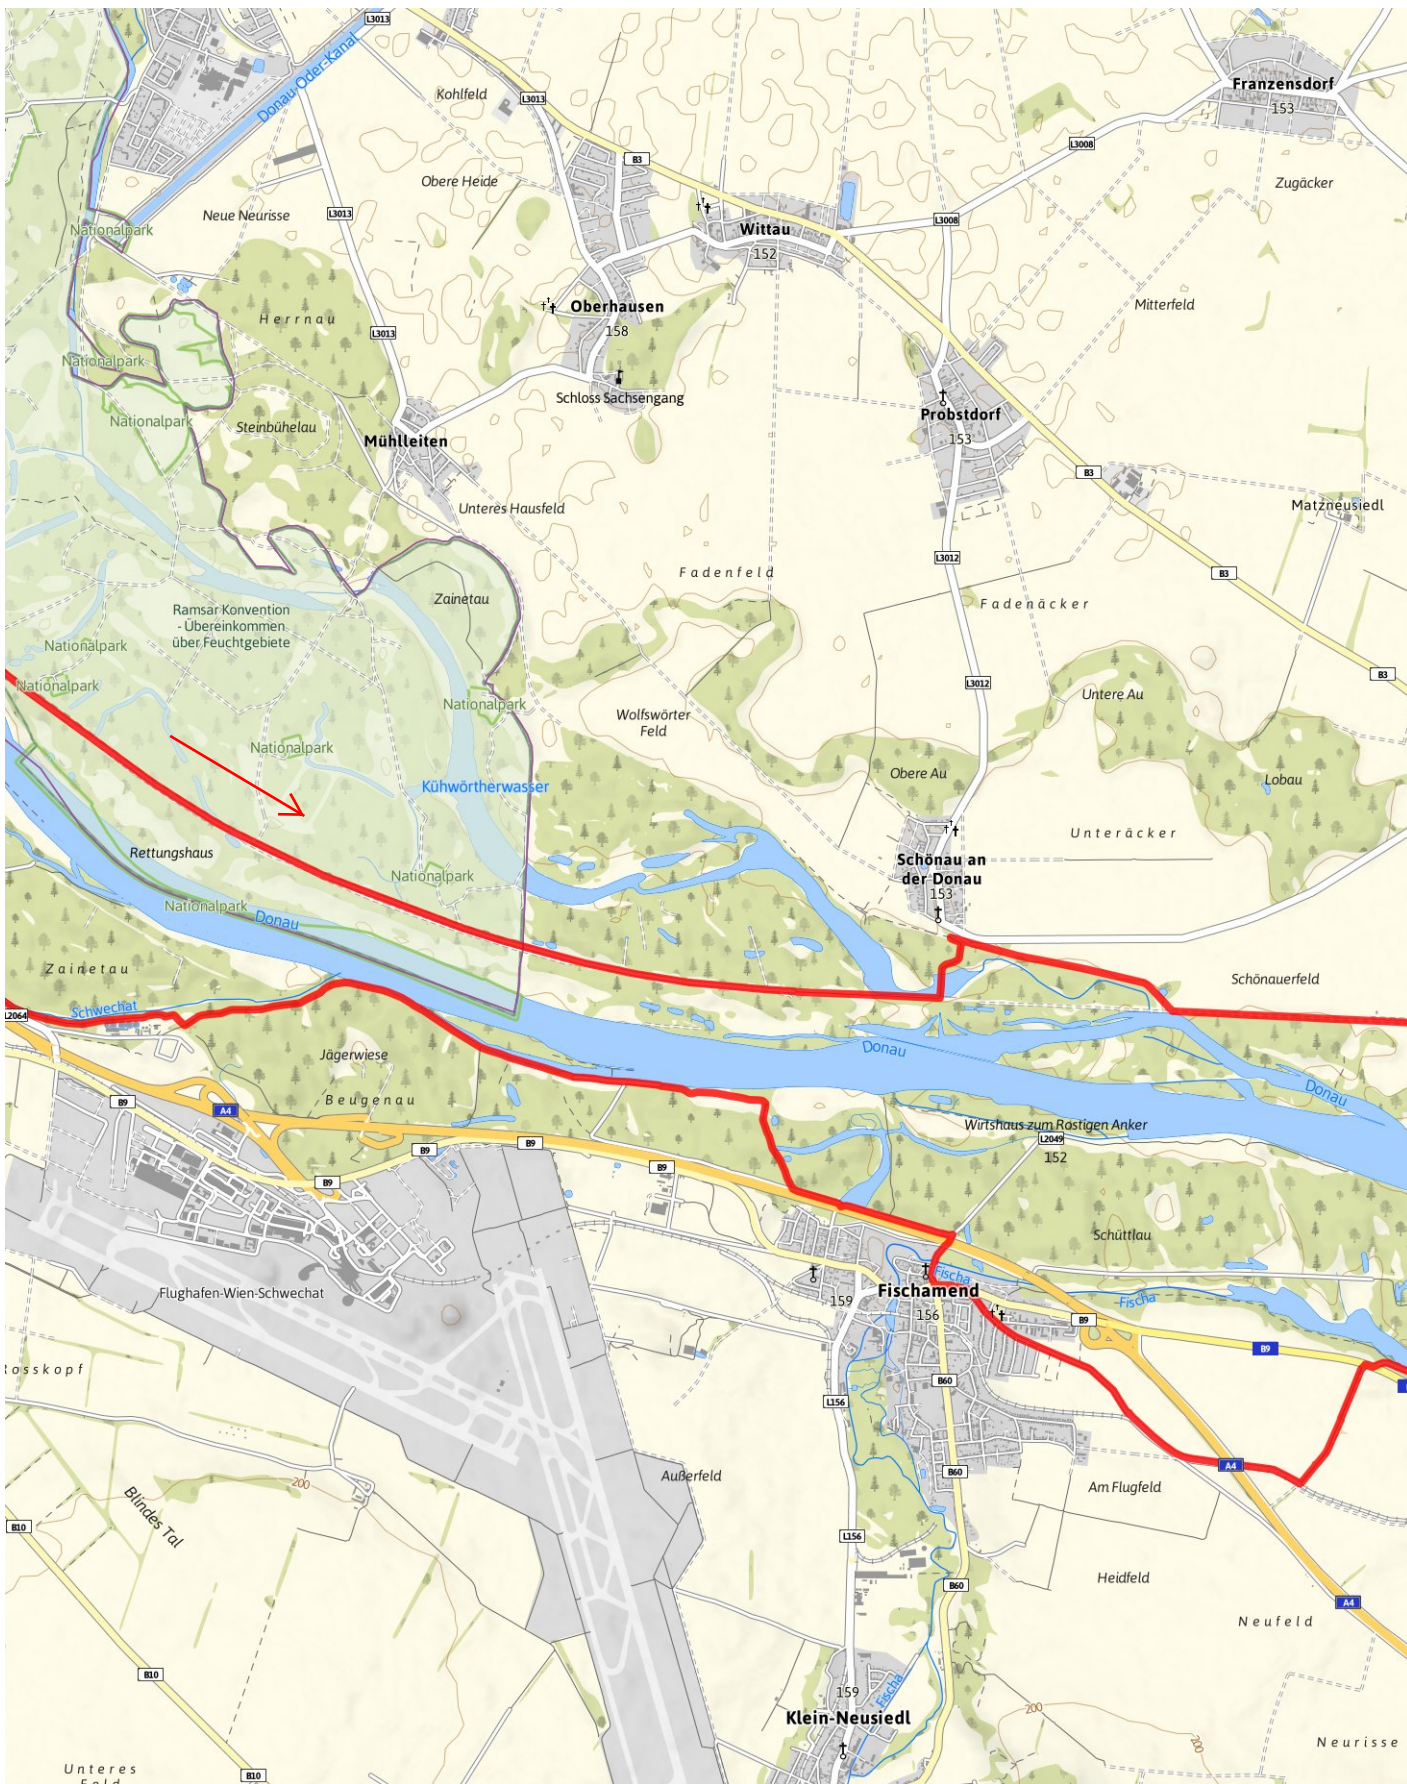 L3013
Donau-Oder-Kanal
Franzensdorf
153
Kohlfeld
L3013
L3008
B3
Obere Heide
Zugäcker
Neue Neurisse
L3013
Nationalpark
Wittau
152
L3008
Mitterfeld
Herrnau
Oberhausen
158
L3013
Nationalpark
Schloss Sachsengang
Nationalpark
Steinbühelau
Mühlleiten
Probstdorf
153
B3
Unteres Hausfeld
Matzneusiedl
L3012
Fadenfeld
B3
Zainetau
Fadenäcker
Ramsar Konvention
- Übereinkommen
über Feuchtgebiete
Nationalpark
Nationalpark
L3012
B3
Untere Au
Nationalpark
Wolfswörter
Feld
Nationalpark
Obere Au
Lobau
Kühwörtherwasser
Unteräcker
Rettungshaus
Schönau an
der Donau
153
Nationalpark
Nationalpark
Donau
Zainetau
Schönauerfeld
Schwechat
L2064
Donau
Jägerwiese
Donau
Beugenau
B9
A4
Wirtshaus zum Rostigen Anker
L2049
152
B9
B9
B9
B9
Schüttlau
Flughafen-Wien-Schwechat
Fischa
Fischamend
159
156
Fischa
B9
B9
Rosskopf
B60
L156
Außerfeld
B60
A4
Am Flugfeld
200
Blindes Tal
B10
L156
Heidfeld
B60
A4
Neufeld
B10
159
Fischa
Klein-Neusiedl
200
200
Neurisse
Unteres
Feld
B10